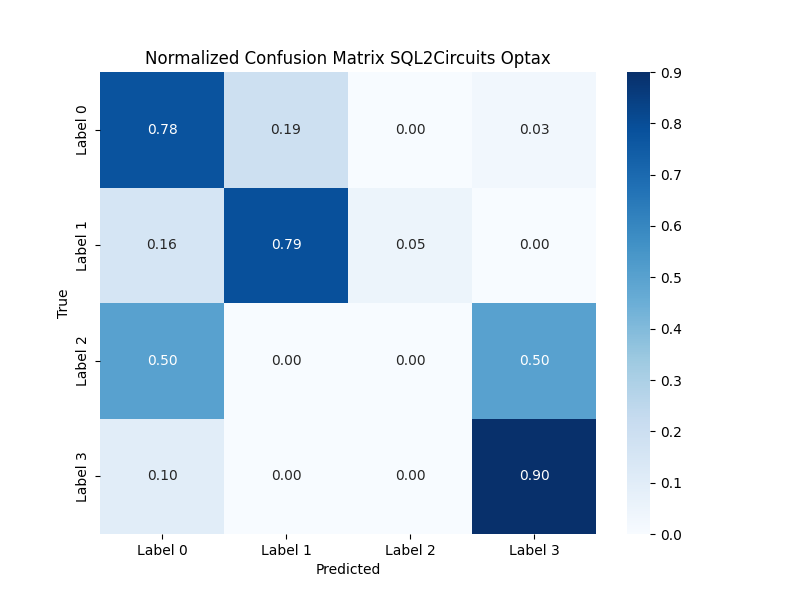 Normalized Confusion Matrix SQL2Circuits Optax
Label 0
0.78
0.19
0.00
0.03
Label 1
0.16
0.79
0.05
0.00
Label 2
0.50
0.00
0.00
0.50
Label 3
0.10
0.00
0.00
0.90
True
Label 0
Label 1
Label 2
Label 3
Predicted
0.9
0.8
0.7
0.6
0.5
0.4
0.3
0.2
0.1
0.0